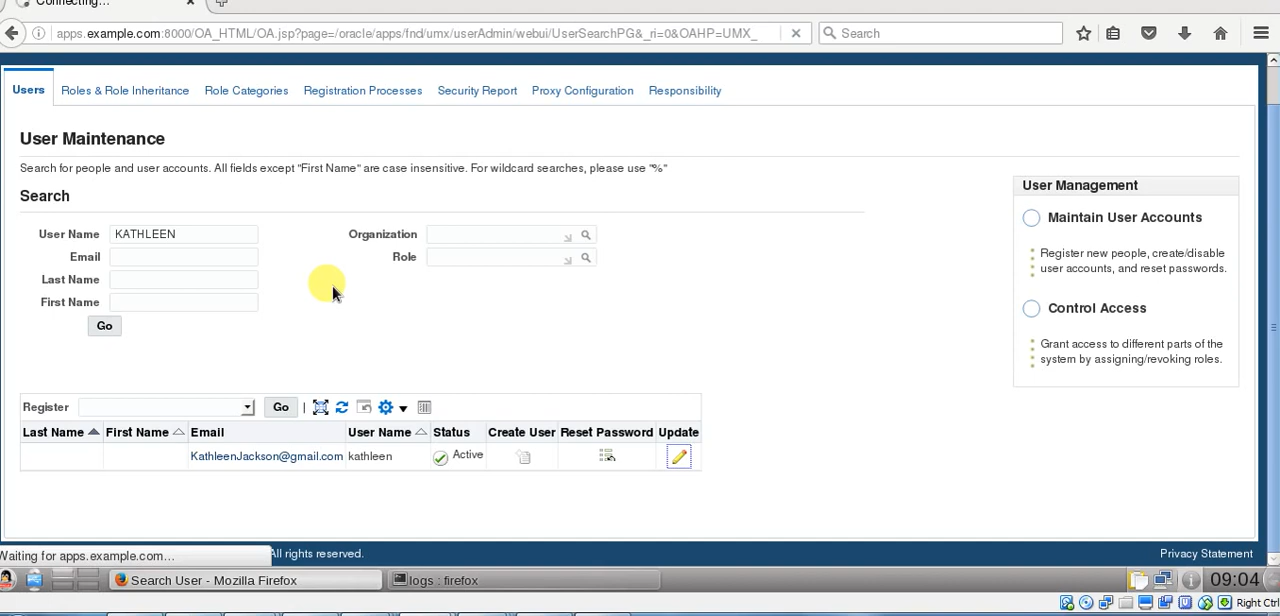 Connecting...
apps.example.com:8000/OA_HTML/OA.jsp?page=/oracle/apps/fnd/umx/userAdmin/webui/UserSearchPG&_ri=0&OAHP=UMX_
Search
Users Roles & Role Inheritance Role Categories Registration Processes Security Report Proxy Configuration Responsibility
User Maintenance
Search for people and user accounts. All fields except "First Name" are case insensitive. For wildcard searches, please use "%"
Search
User Name KATHLEEN Organization
Email Role
Last Name
First Name
Go
User Management
Maintain User Accounts
Register new people, create/disable
user accounts, and reset passwords.
Control Access
Grant access to different parts of the
system by assigning/revoking roles.
Register Go
Last Name First Name Email User Name Status Create User Reset Password Update
KathleenJackson@gmail.com kathleen Active
Waiting for apps.example.com... All rights reserved. Privacy Statement
Search User - Mozilla Firefox logs : firefox 09:04
Right Ctrl